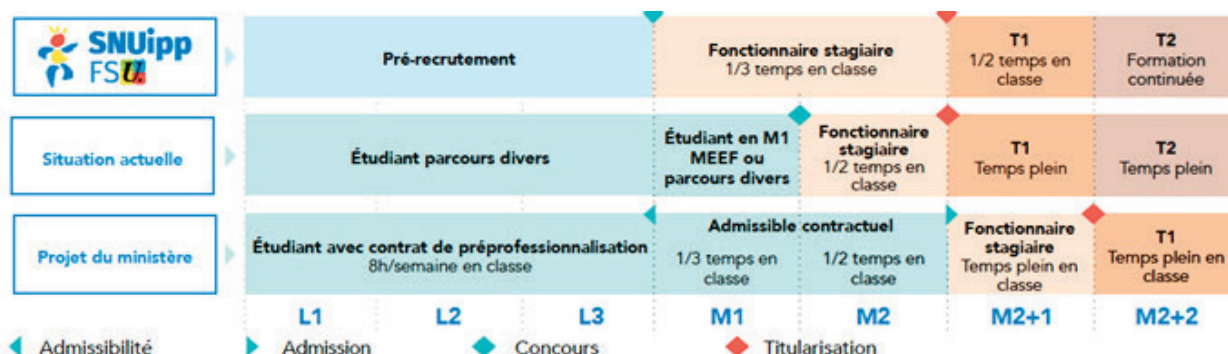 SNUipp
FSU.
Pré-recrutement
Fonctionnaire stagiaire
1/3 temps en classe
T1
1/2 temps en
classe
T2
Formation
continuée
Situation actuelle
Étudiant parcours divers
Étudiant en M1
MEEF ou
parcours divers
Fonctionnaire
stagiaire
1/2 temps en
classe
T1
Temps plein
T2
Temps plein
Projet du ministère
Étudiant avec contrat de préprofessionnalisation
8h/semaine en classe
Admissible contractuel
1/3 temps en
classe
1/2 temps en
classe
Fonctionnaire
stagiaire
Temps plein en
classe
T1
Temps plein en
classe
L1 L2 L3 M1 M2 M2+1 M2+2
Admissibilité Admission Concours Titularisation